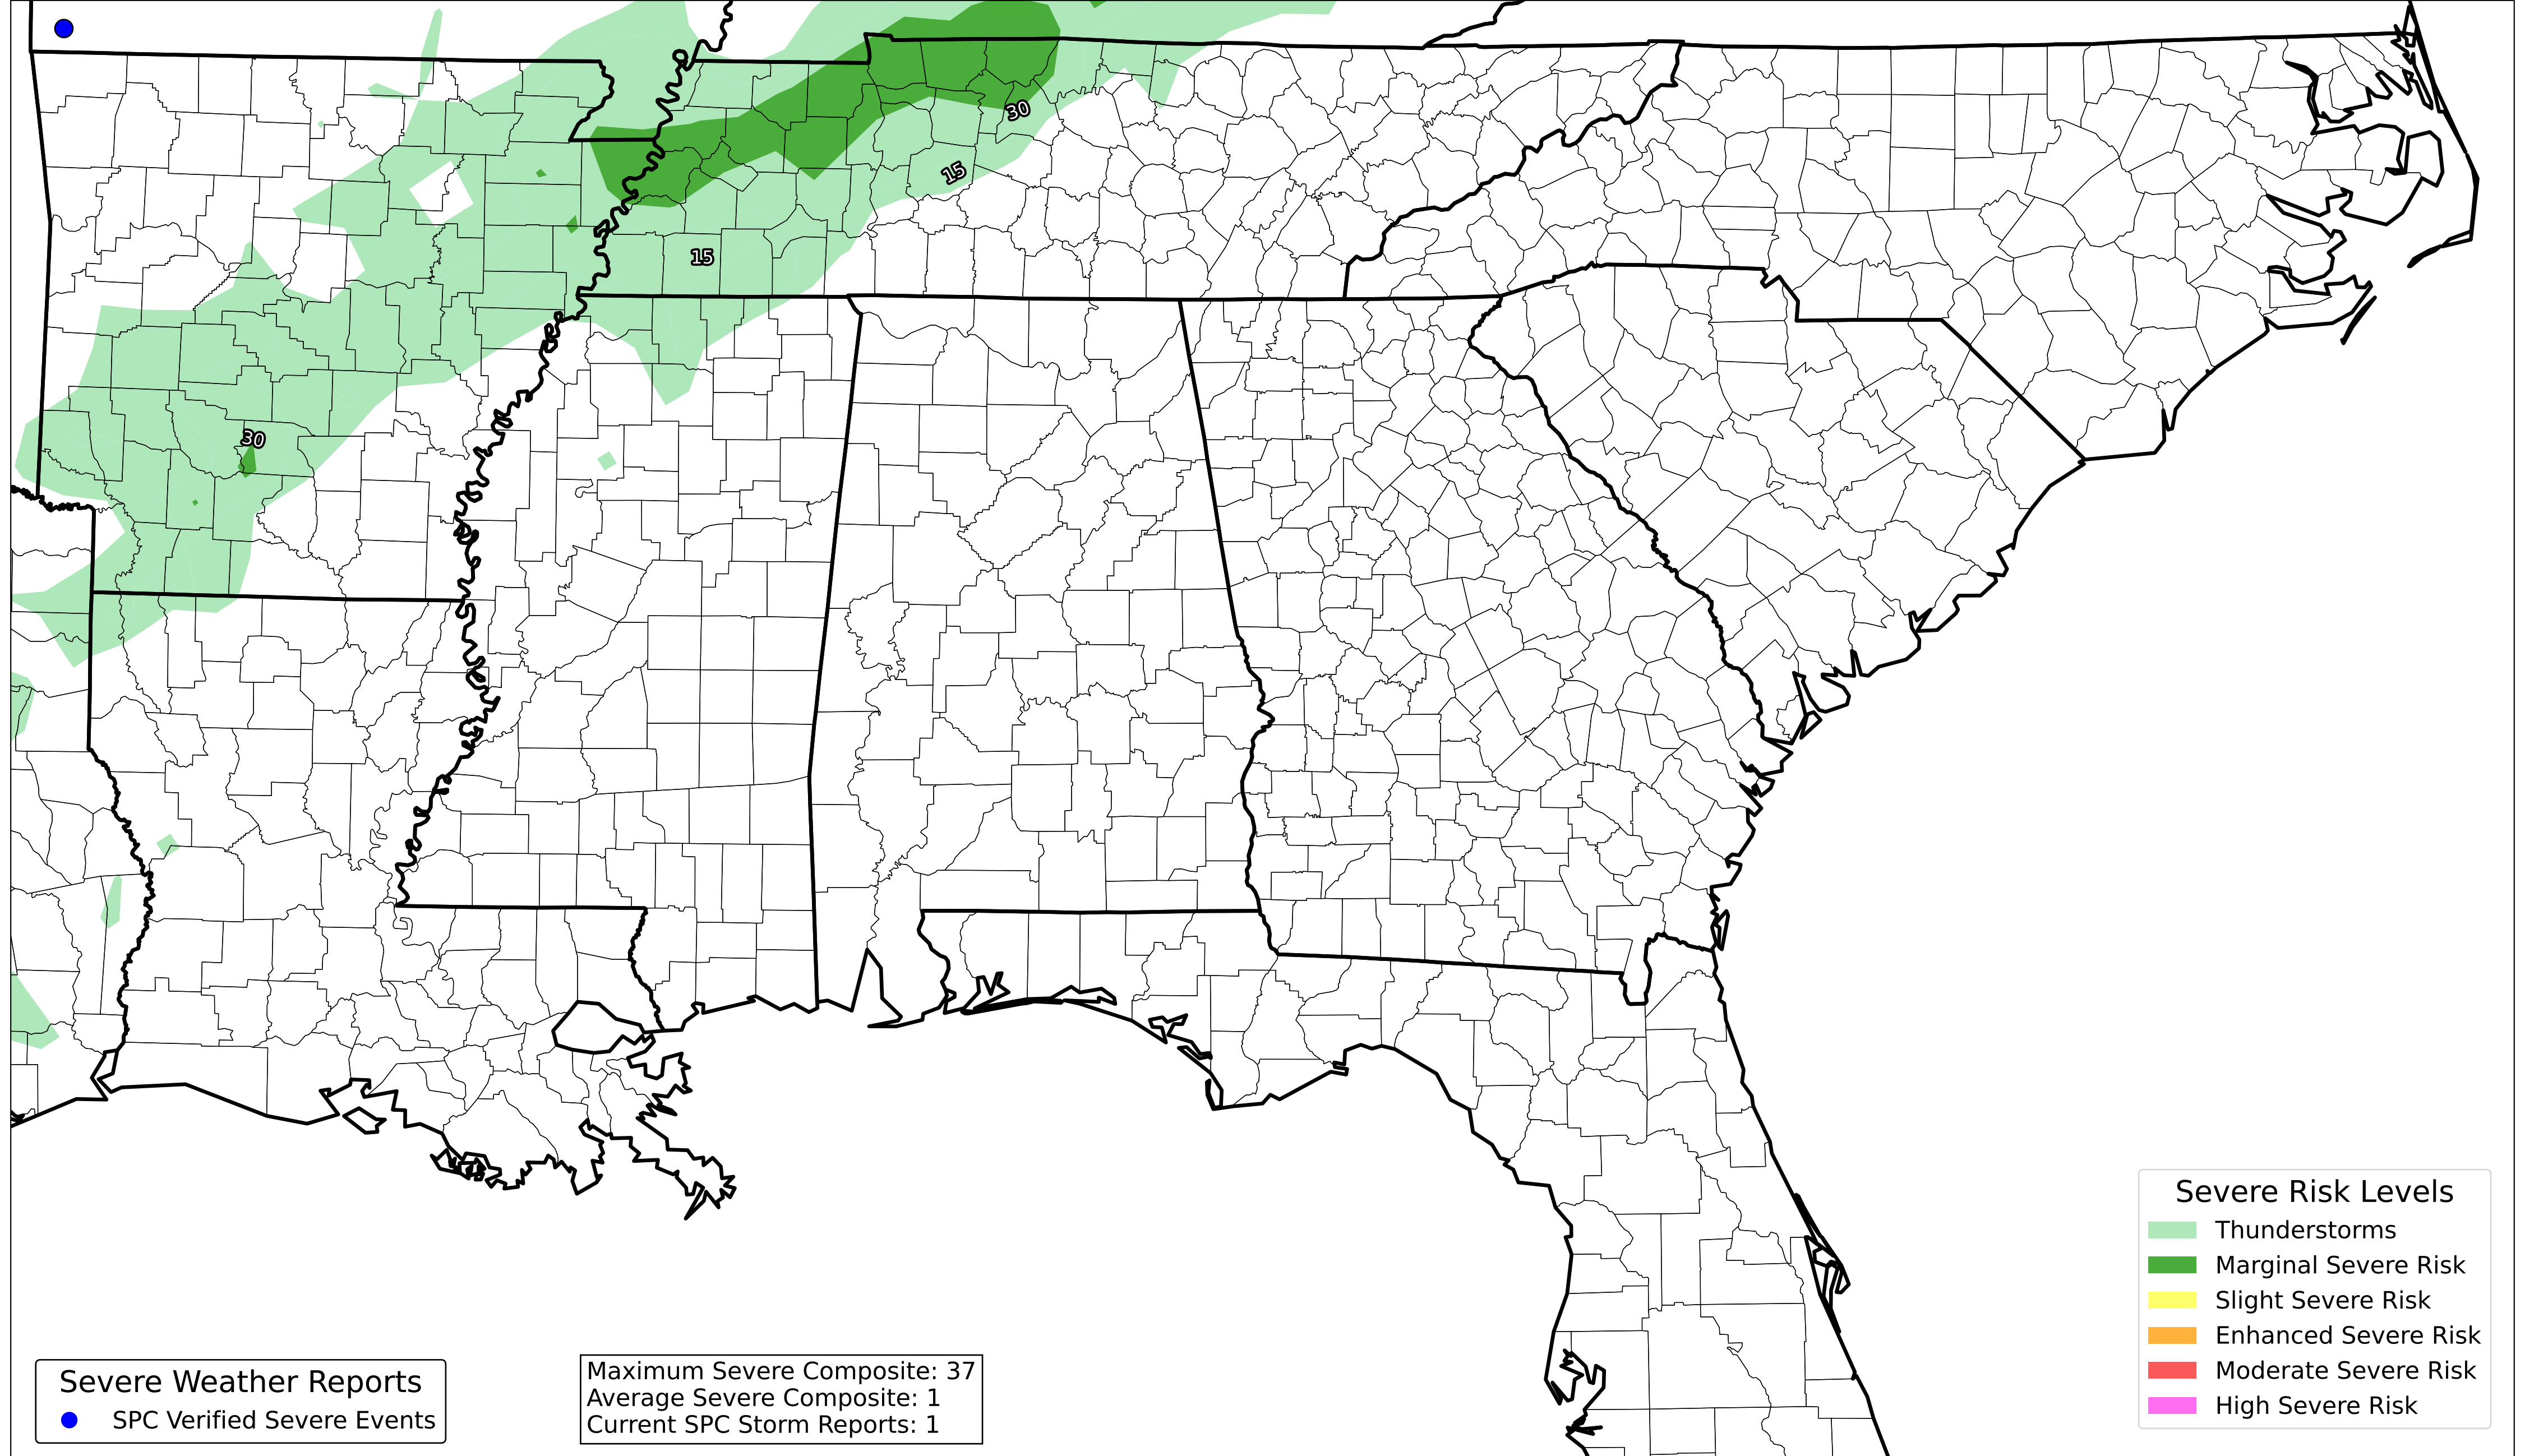 30
15
15
30
Severe Risk Levels
Thunderstorms
Marginal Severe Risk
Slight Severe Risk
Enhanced Severe Risk
Moderate Severe Risk
High Severe Risk
Severe Weather Reports
SPC Verified Severe Events
Maximum Severe Composite: 37
Average Severe Composite: 1
Current SPC Storm Reports: 1